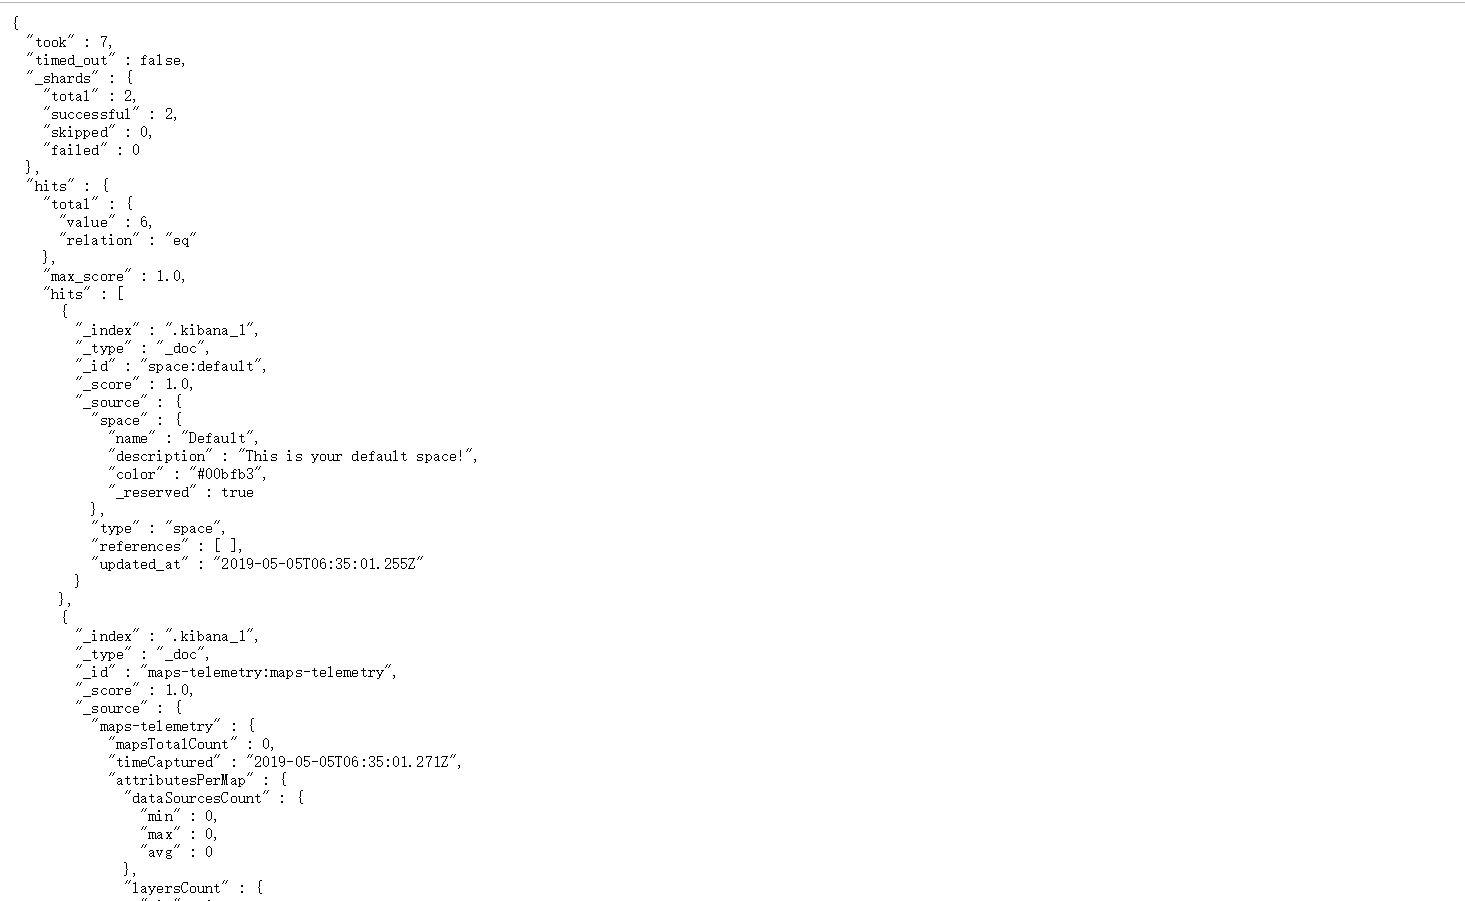 {
  "took" : 7,
  "timed_out" : false,
  "_shards" : {
    "total" : 2,
    "successful" : 2,
    "skipped" : 0,
    "failed" : 0
  },
  "hits" : {
    "total" : {
      "value" : 6,
      "relation" : "eq"
    },
    "max_score" : 1.0,
    "hits" : [
      {
        "_index" : ".kibana_1",
        "_type" : "_doc",
        "_id" : "space:default",
        "_score" : 1.0,
        "_source" : {
          "space" : {
            "name" : "Default",
            "description" : "This is your default space!",
            "color" : "#00bfb3",
            "_reserved" : true
          },
          "type" : "space",
          "references" : [ ],
          "updated_at" : "2019-05-05T06:35:01.255Z"
        }
      },
      {
        "_index" : ".kibana_1",
        "_type" : "_doc",
        "_id" : "maps-telemetry:maps-telemetry",
        "_score" : 1.0,
        "_source" : {
          "maps-telemetry" : {
            "mapsTotalCount" : 0,
            "timeCaptured" : "2019-05-05T06:35:01.271Z",
            "attributesPerMap" : {
              "dataSourcesCount" : {
                "min" : 0,
                "max" : 0,
                "avg" : 0
              },
              "layersCount" : {